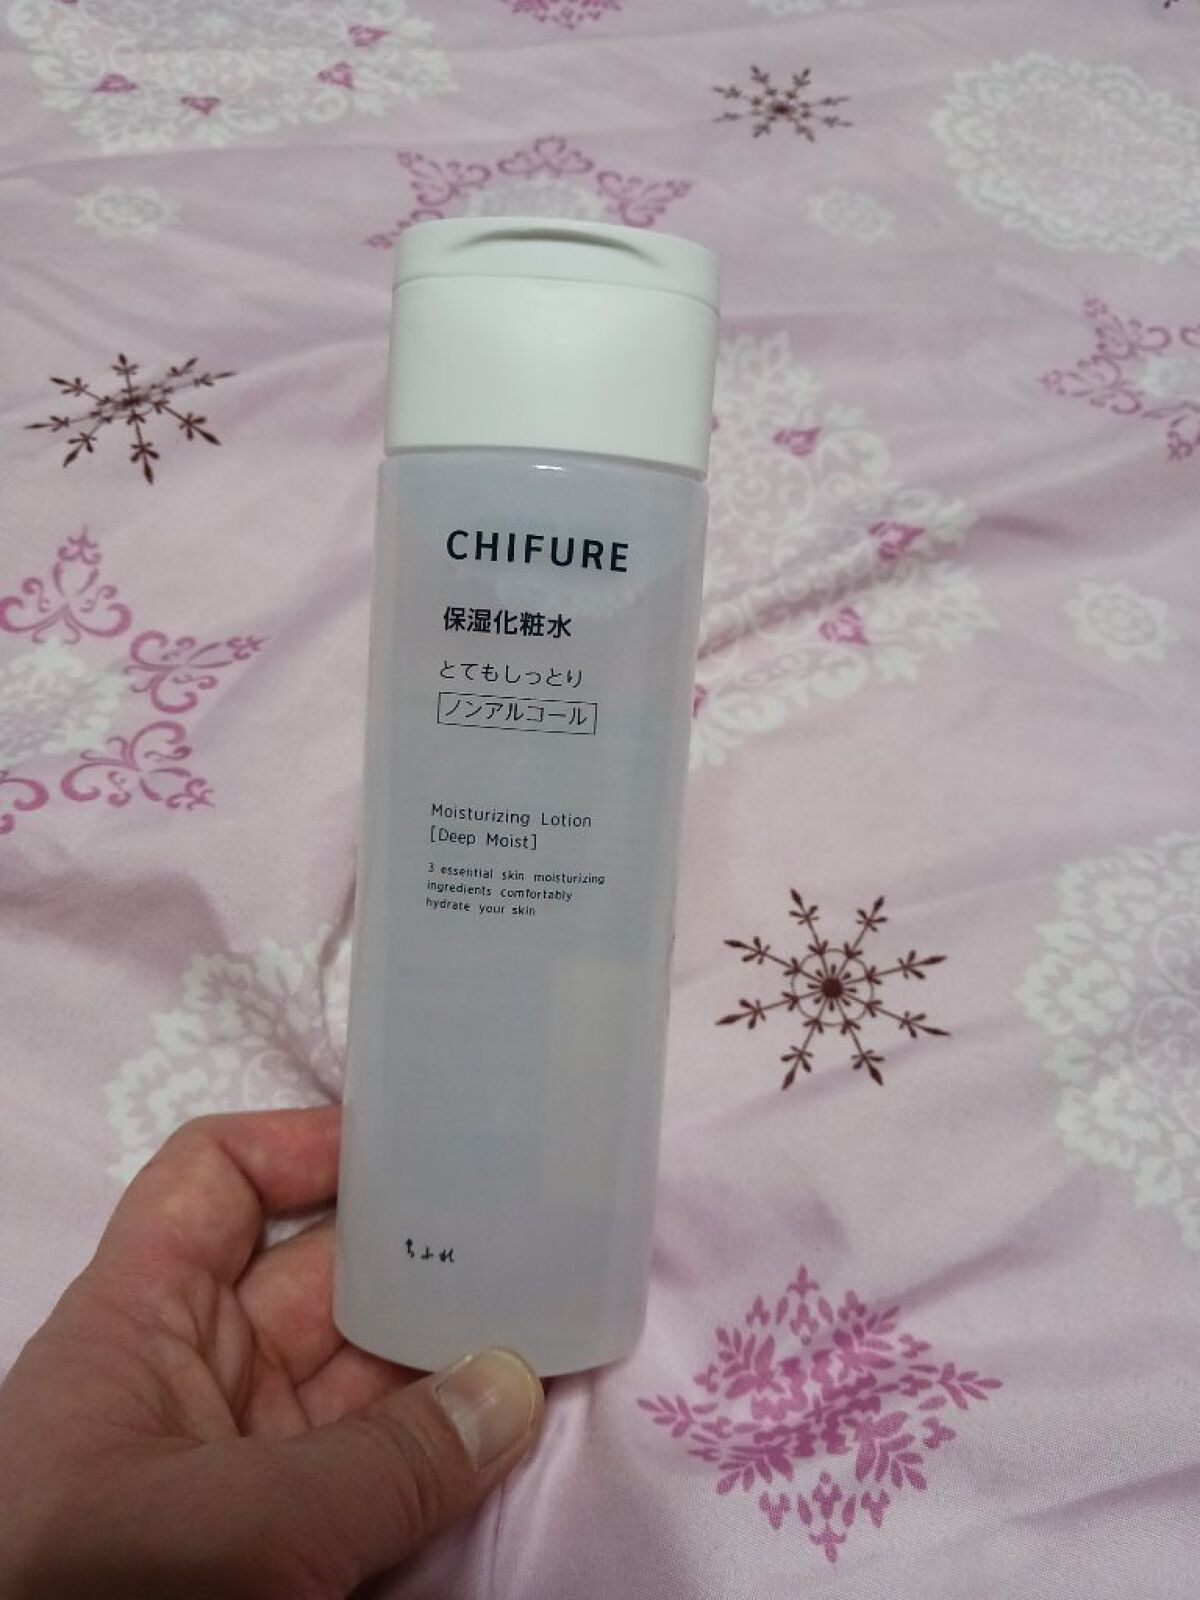 CHIFURE
保湿化粧水
とてもしっとり
ノンアルコール
Moisturizing Lotion
[Deep Moist]
3 essential skin moisturizing
ingredients comfortably
hydrate your skin
ちふれ